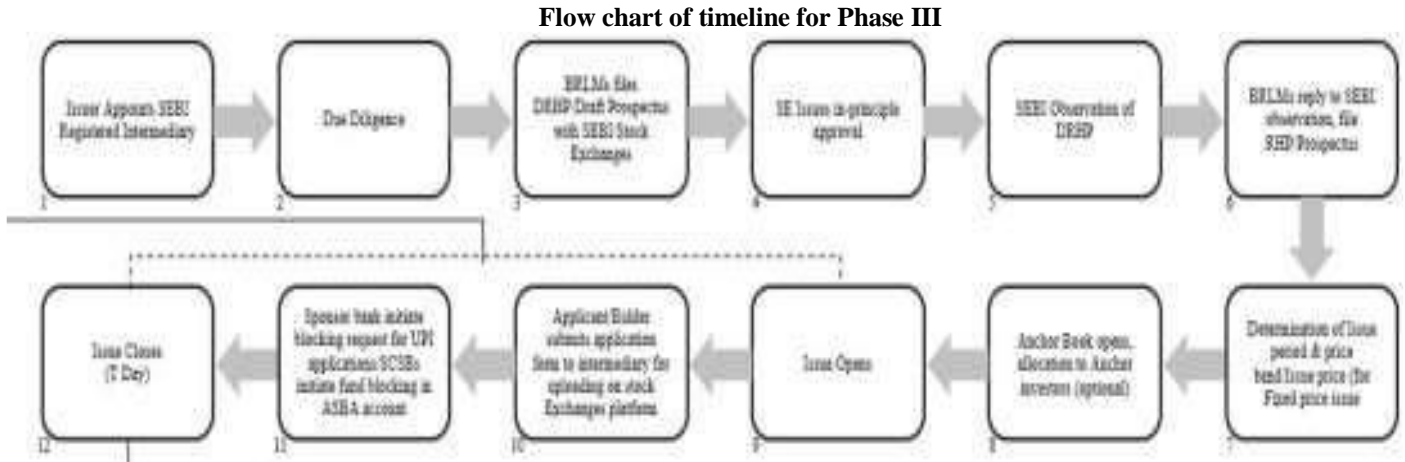 Flow chart of timeline for Phase III
Issuer Appoints SEBI
Registered Intermediary
1
Due Diligence
2
BRLMs files
DRHP Draft Prospectus
with SEBI Stock
Exchanges
3
SE Issues in-principle
approval
4
SEBI Observation of
DRHP
5
BRLMs reply to SEBI
observation, file
RHP Prospectus
6
Determination of Issue
period & price
band Issue price (for
Fixed price issue
7
Anchor Book opens,
allocation to Anchor
investors (optional)
8
Issue Opens
9
Applicant Bidder
submits application
form to intermediary for
uploading on stock
Exchanges platform
10
Sponsor bank initiate
blocking request for UPI
applications SCSBs
initiate fund blocking in
ASBA account
11
Issue Closes
(T Day)
12